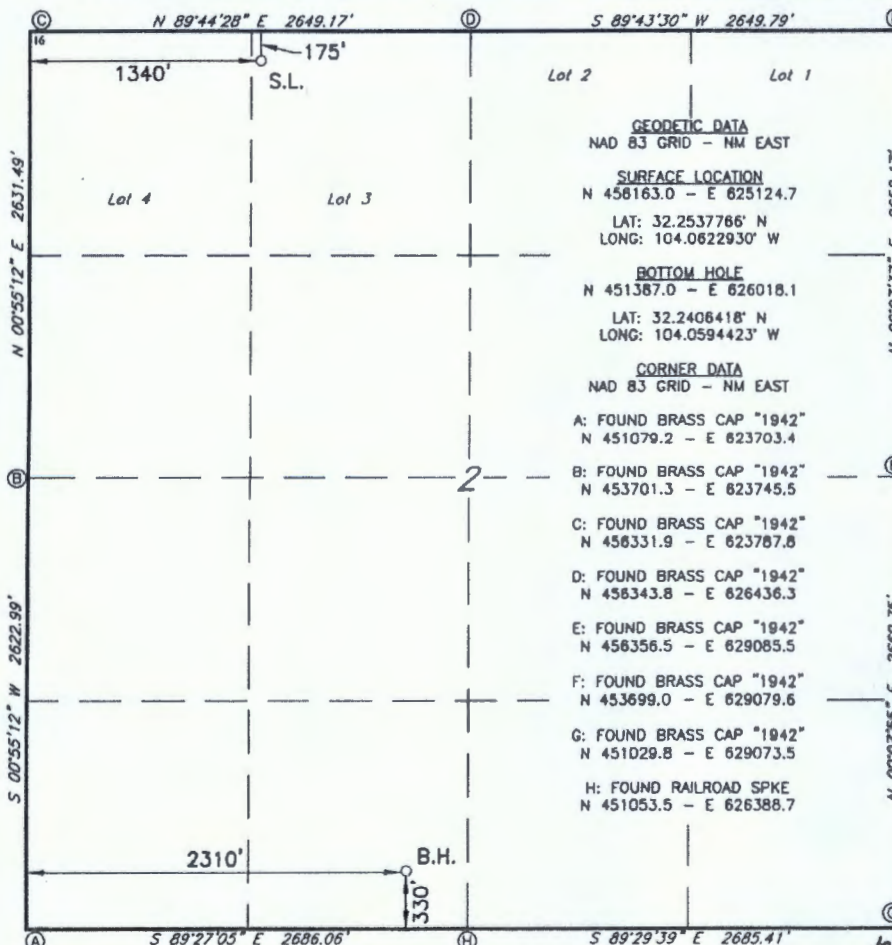 Ⓒ N 89°44'28" E 2649.17' Ⓓ S 89°43'30" W 2649.79'
16
175'
1340'
S.L.
Lot 2 Lot 1
GEODETIC DATA
NAD 83 GRID - NM EAST
SURFACE LOCATION
N 456163.0 - E 625124.7
LAT: 32.2537766' N
LONG: 104.0622930' W
Lot 4 Lot 3
N 00°55'12" E 2631.49'
BOTTOM HOLE
N 451387.0 - E 626018.1
LAT: 32.2406418' N
LONG: 104.0594423' W
CORNER DATA
NAD 83 GRID - NM EAST
A: FOUND BRASS CAP "1942"
N 451079.2 - E 623703.4
Ⓑ 2
B: FOUND BRASS CAP "1942"
N 453701.3 - E 623745.5
C: FOUND BRASS CAP "1942"
N 456331.9 - E 623787.8
D: FOUND BRASS CAP "1942"
N 456343.8 - E 626436.3
E: FOUND BRASS CAP "1942"
N 456356.5 - E 629085.5
F: FOUND BRASS CAP "1942"
N 453699.0 - E 629079.6
G: FOUND BRASS CAP "1942"
N 451029.8 - E 629073.5
H: FOUND RAILROAD SPKE
N 451053.5 - E 626388.7
S 00°55'12" W 2622.99'
2310'
B.H.
330'
Ⓐ S 89°27'05" E 2686.06' Ⓗ S 89°29'39" E 2685.41'